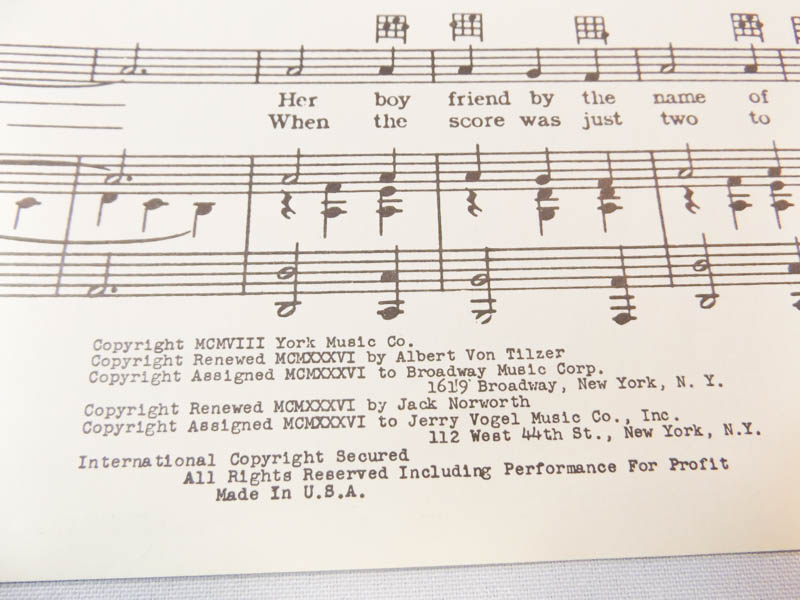 Her boy friend by the name of
When the score was just two to
Copyright MCMVIII York Music Co.
Copyright Renewed MCMXXXVI by Albert Von Tilzer
Copyright Assigned MCMXXXVI to Broadway Music Corp.
1619 Broadway, New York, N. Y.
Copyright Renewed MCMXXXVI by Jack Norworth
Copyright Assigned MCMXXXVI to Jerry Vogel Music Co., Inc.
112 West 44th St., New York, N.Y.
International Copyright Secured
All Rights Reserved Including Performance For Profit
Made In U.S.A.